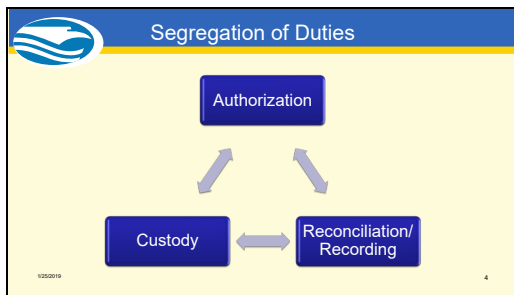 Segregation of Duties
Authorization
Custody
Reconciliation/
Recording
1/25/2019
4